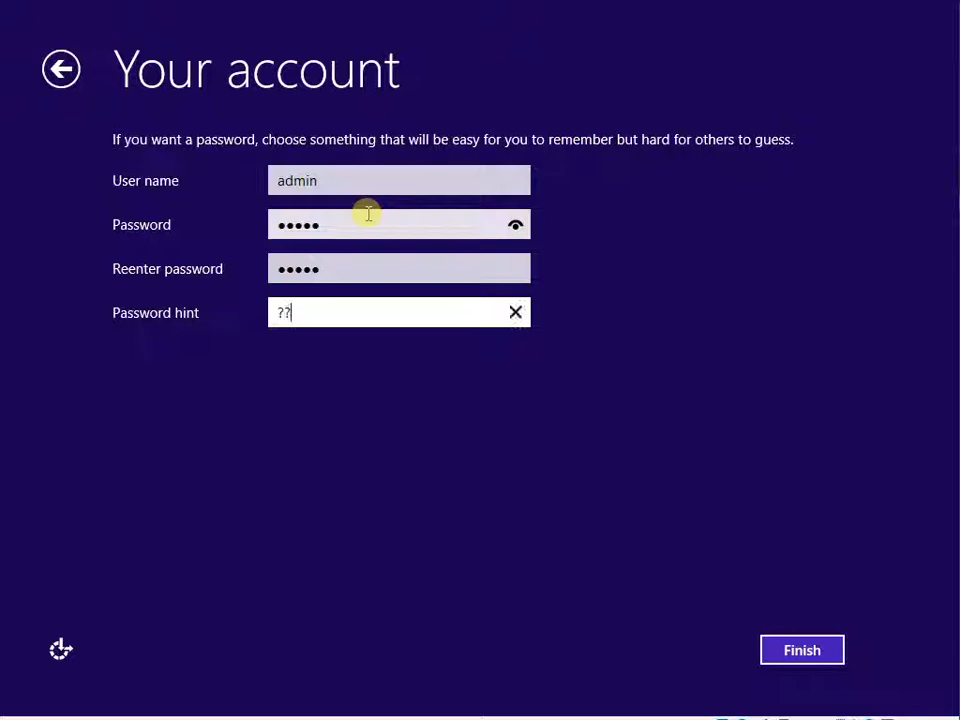 Your account
If you want a password, choose something that will be easy for you to remember but hard for others to guess.
User name admin
Password •••••
Reenter password •••••
Password hint ??
Finish